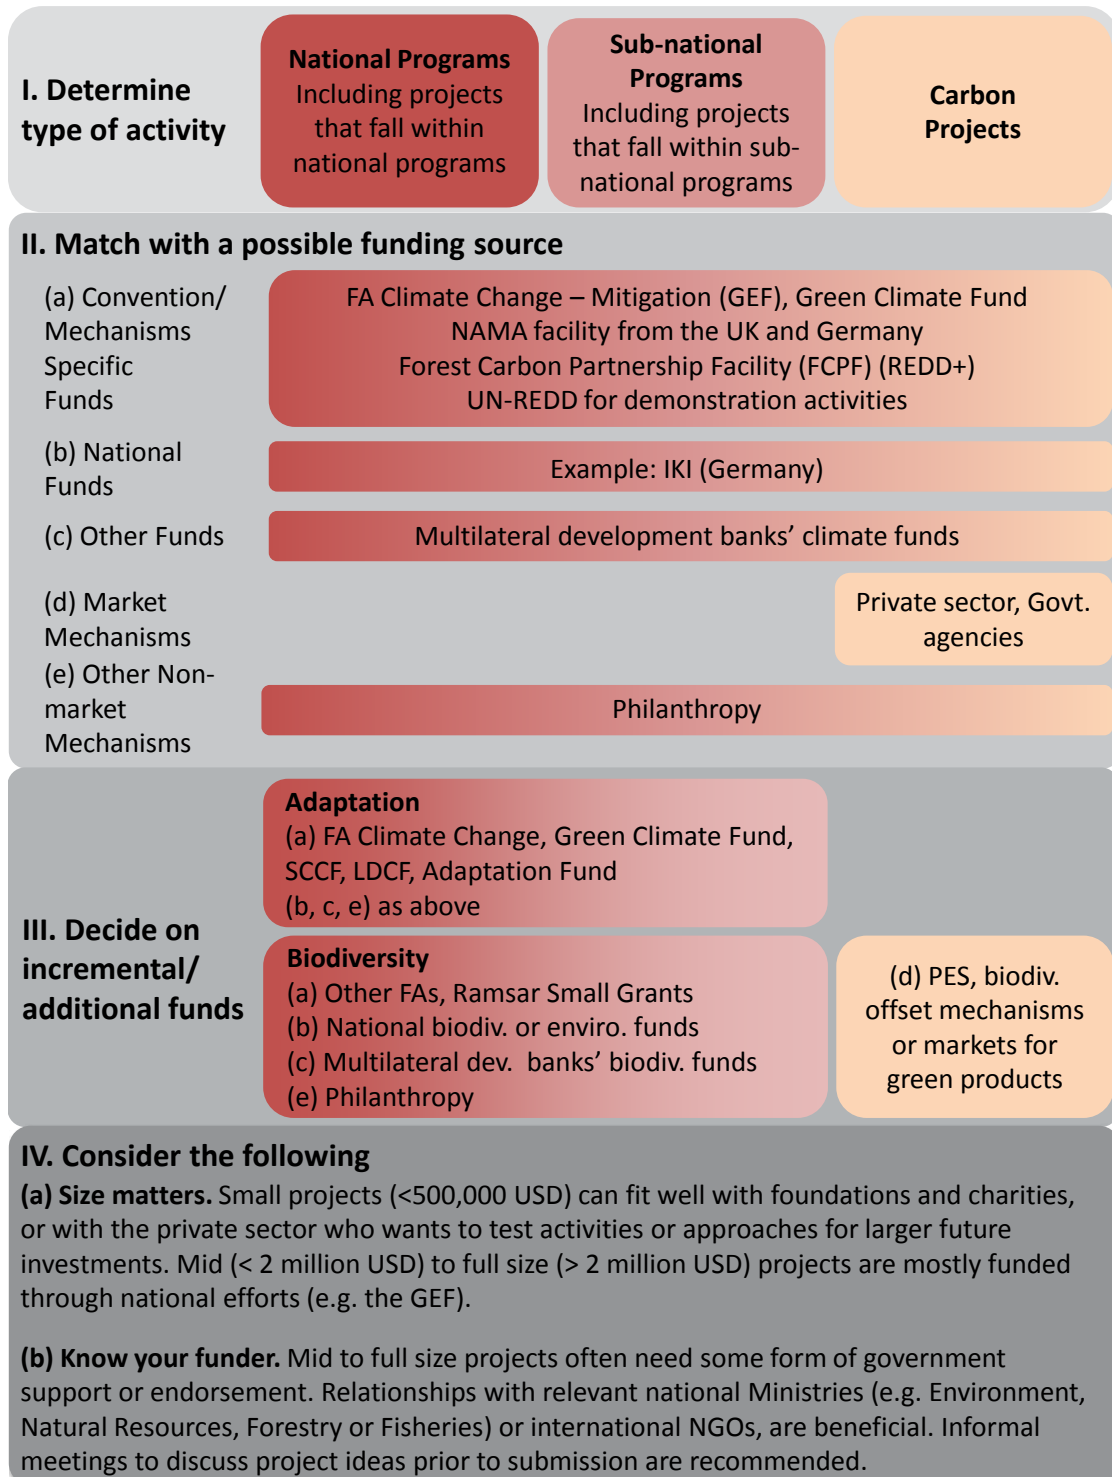 I. Determine
type of activity
National Programs
Including projects
that fall within
national programs
Sub-national
Programs
Including projects
that fall within sub-
national programs
Carbon
Projects
II. Match with a possible funding source
(a) Convention/
Mechanisms
Specific
Funds
FA Climate Change – Mitigation (GEF), Green Climate Fund
NAMA facility from the UK and Germany
Forest Carbon Partnership Facility (FCPF) (REDD+)
UN-REDD for demonstration activities
(b) National
Funds
Example: IKI (Germany)
(c) Other Funds
Multilateral development banks’ climate funds
(d) Market
Mechanisms
Private sector, Govt.
agencies
(e) Other Non-
market
Mechanisms
Philanthropy
III. Decide on
incremental/
additional funds
Adaptation
(a) FA Climate Change, Green Climate Fund,
SCCF, LDCF, Adaptation Fund
(b, c, e) as above
Biodiversity
(a) Other FAs, Ramsar Small Grants
(b) National biodiv. or enviro. funds
(c) Multilateral dev. banks’ biodiv. funds
(e) Philanthropy
(d) PES, biodiv.
offset mechanisms
or markets for
green products
IV. Consider the following
(a) Size matters. Small projects (<500,000 USD) can fit well with foundations and charities,
or with the private sector who wants to test activities or approaches for larger future
investments. Mid (< 2 million USD) to full size (> 2 million USD) projects are mostly funded
through national efforts (e.g. the GEF).
(b) Know your funder. Mid to full size projects often need some form of government
support or endorsement. Relationships with relevant national Ministries (e.g. Environment,
Natural Resources, Forestry or Fisheries) or international NGOs, are beneficial. Informal
meetings to discuss project ideas prior to submission are recommended.